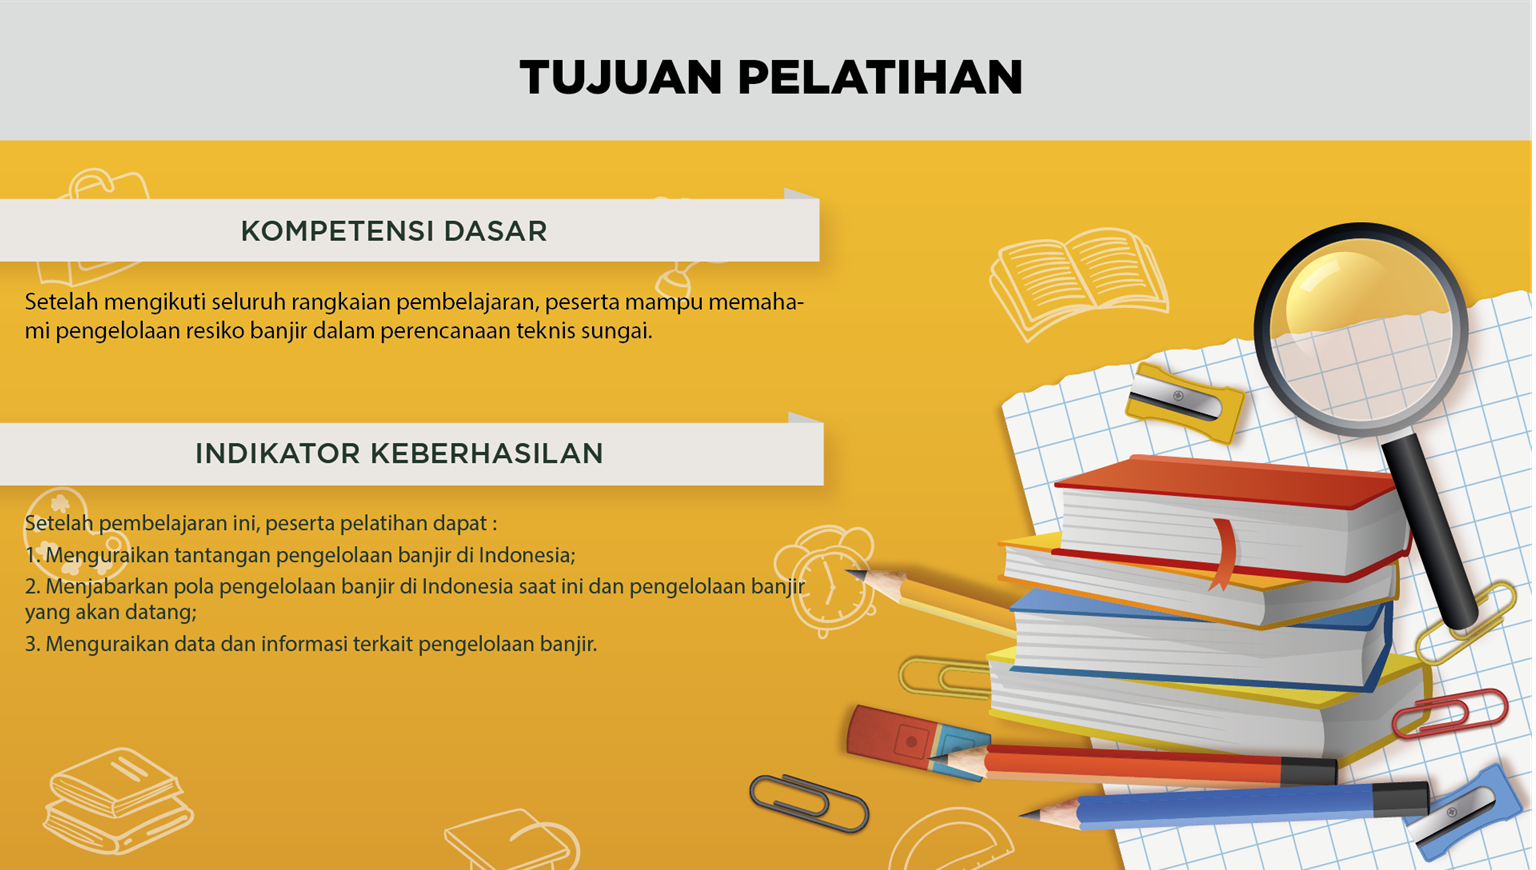 TUJUAN PELATIHAN
KOMPETENSI DASAR
Setelah mengikuti seluruh rangkaian pembelajaran, peserta mampu memaha-
mi pengelolaan resiko banjir dalam perencanaan teknis sungai.
INDIKATOR KEBERHASILAN
Setelah pembelajaran ini, peserta pelatihan dapat :
1. Menguraikan tantangan pengelolaan banjir di Indonesia;
2. Menjabarkan pola pengelolaan banjir di Indonesia saat ini dan pengelolaan banjir
yang akan datang;
3. Menguraikan data dan informasi terkait pengelolaan banjir.